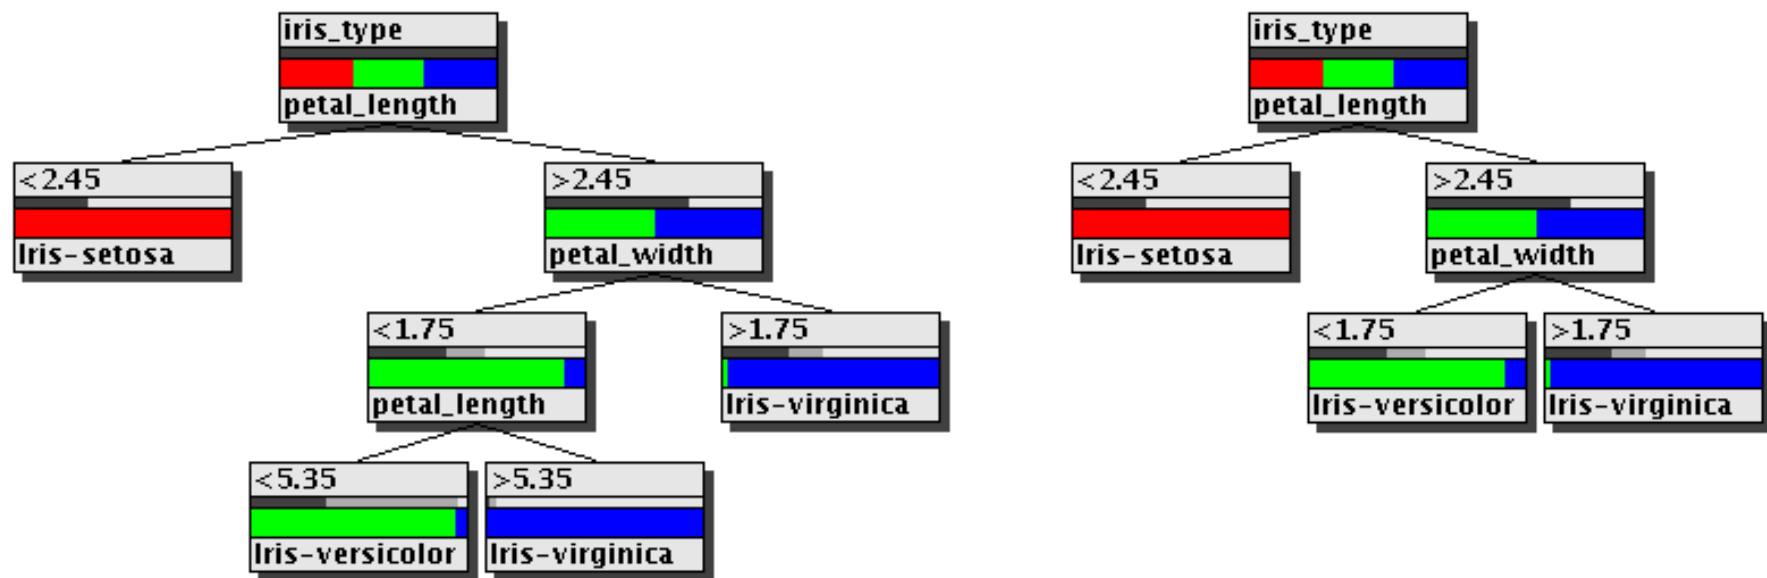 iris_type
petal_length
<2.45
Iris-setosa
>2.45
petal_width
<1.75
petal_length
>1.75
Iris-virginica
<5.35
Iris-versicolor
>5.35
Iris-virginica
iris_type
petal_length
<2.45
Iris-setosa
>2.45
petal_width
<1.75
Iris-versicolor
>1.75
Iris-virginica